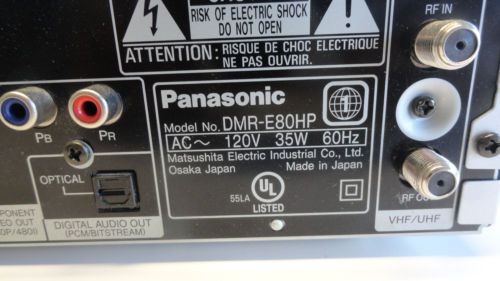 RISK OF ELECTRIC SHOCK
DO NOT OPEN
ATTENTION: RISQUE DE CHOC ELECTRIQUE
NE PAS OUVRIR.
RF IN
Panasonic
Model No. DMR-E80HP
AC～ 120V 35W 60Hz
Matsushita Electric Industrial Co., Ltd.
Osaka Japan Made in Japan
UL
55LA
LISTED
PB
PR
OPTICAL
DIGITAL AUDIO OUT
(PCM/BITSTREAM)
RF OUT
VHF/UHF